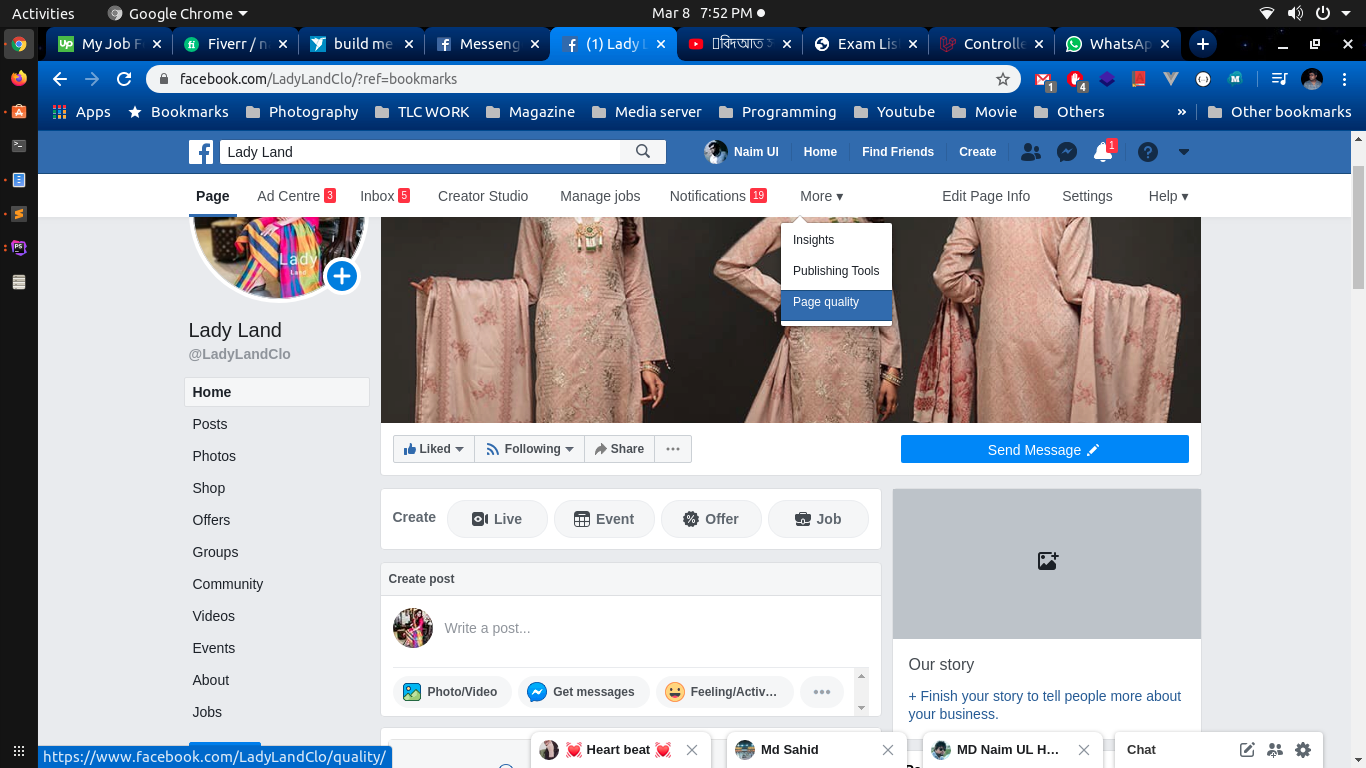 Activities
Google Chrome ▾
Mar 8 7:52 PM
My Job F
Fiverr / n
build me
Messeng
(1) Lady L
িবিদআত
Exam Lis
Controlle
WhatsAp
facebook.com/LadyLandClo/?ref=bookmarks
1
4
Apps
Bookmarks
Photography
TLC WORK
Magazine
Media server
Programming
Youtube
Movie
Others
»
Other bookmarks
Lady Land
Naim Ul
Home
Find Friends
Create
1
Page
Ad Centre 3
Inbox 5
Creator Studio
Manage jobs
Notifications 19
More ▾
Edit Page Info
Settings
Help ▾
Insights
Publishing Tools
Page quality
Lady
Land
Lady Land
@LadyLandClo
Home
Posts
Photos
Shop
Offers
Groups
Community
Videos
Events
About
Jobs
Liked
Following
Share
Send Message
Create
Live
Event
Offer
Job
Create post
Write a post...
Photo/Video
Get messages
Feeling/Activ…
Our story
+ Finish your story to tell people more about
your business.
https://www.facebook.com/LadyLandClo/quality/
💓 Heart beat 💓
Md Sahid
MD Naim UL H…
Chat